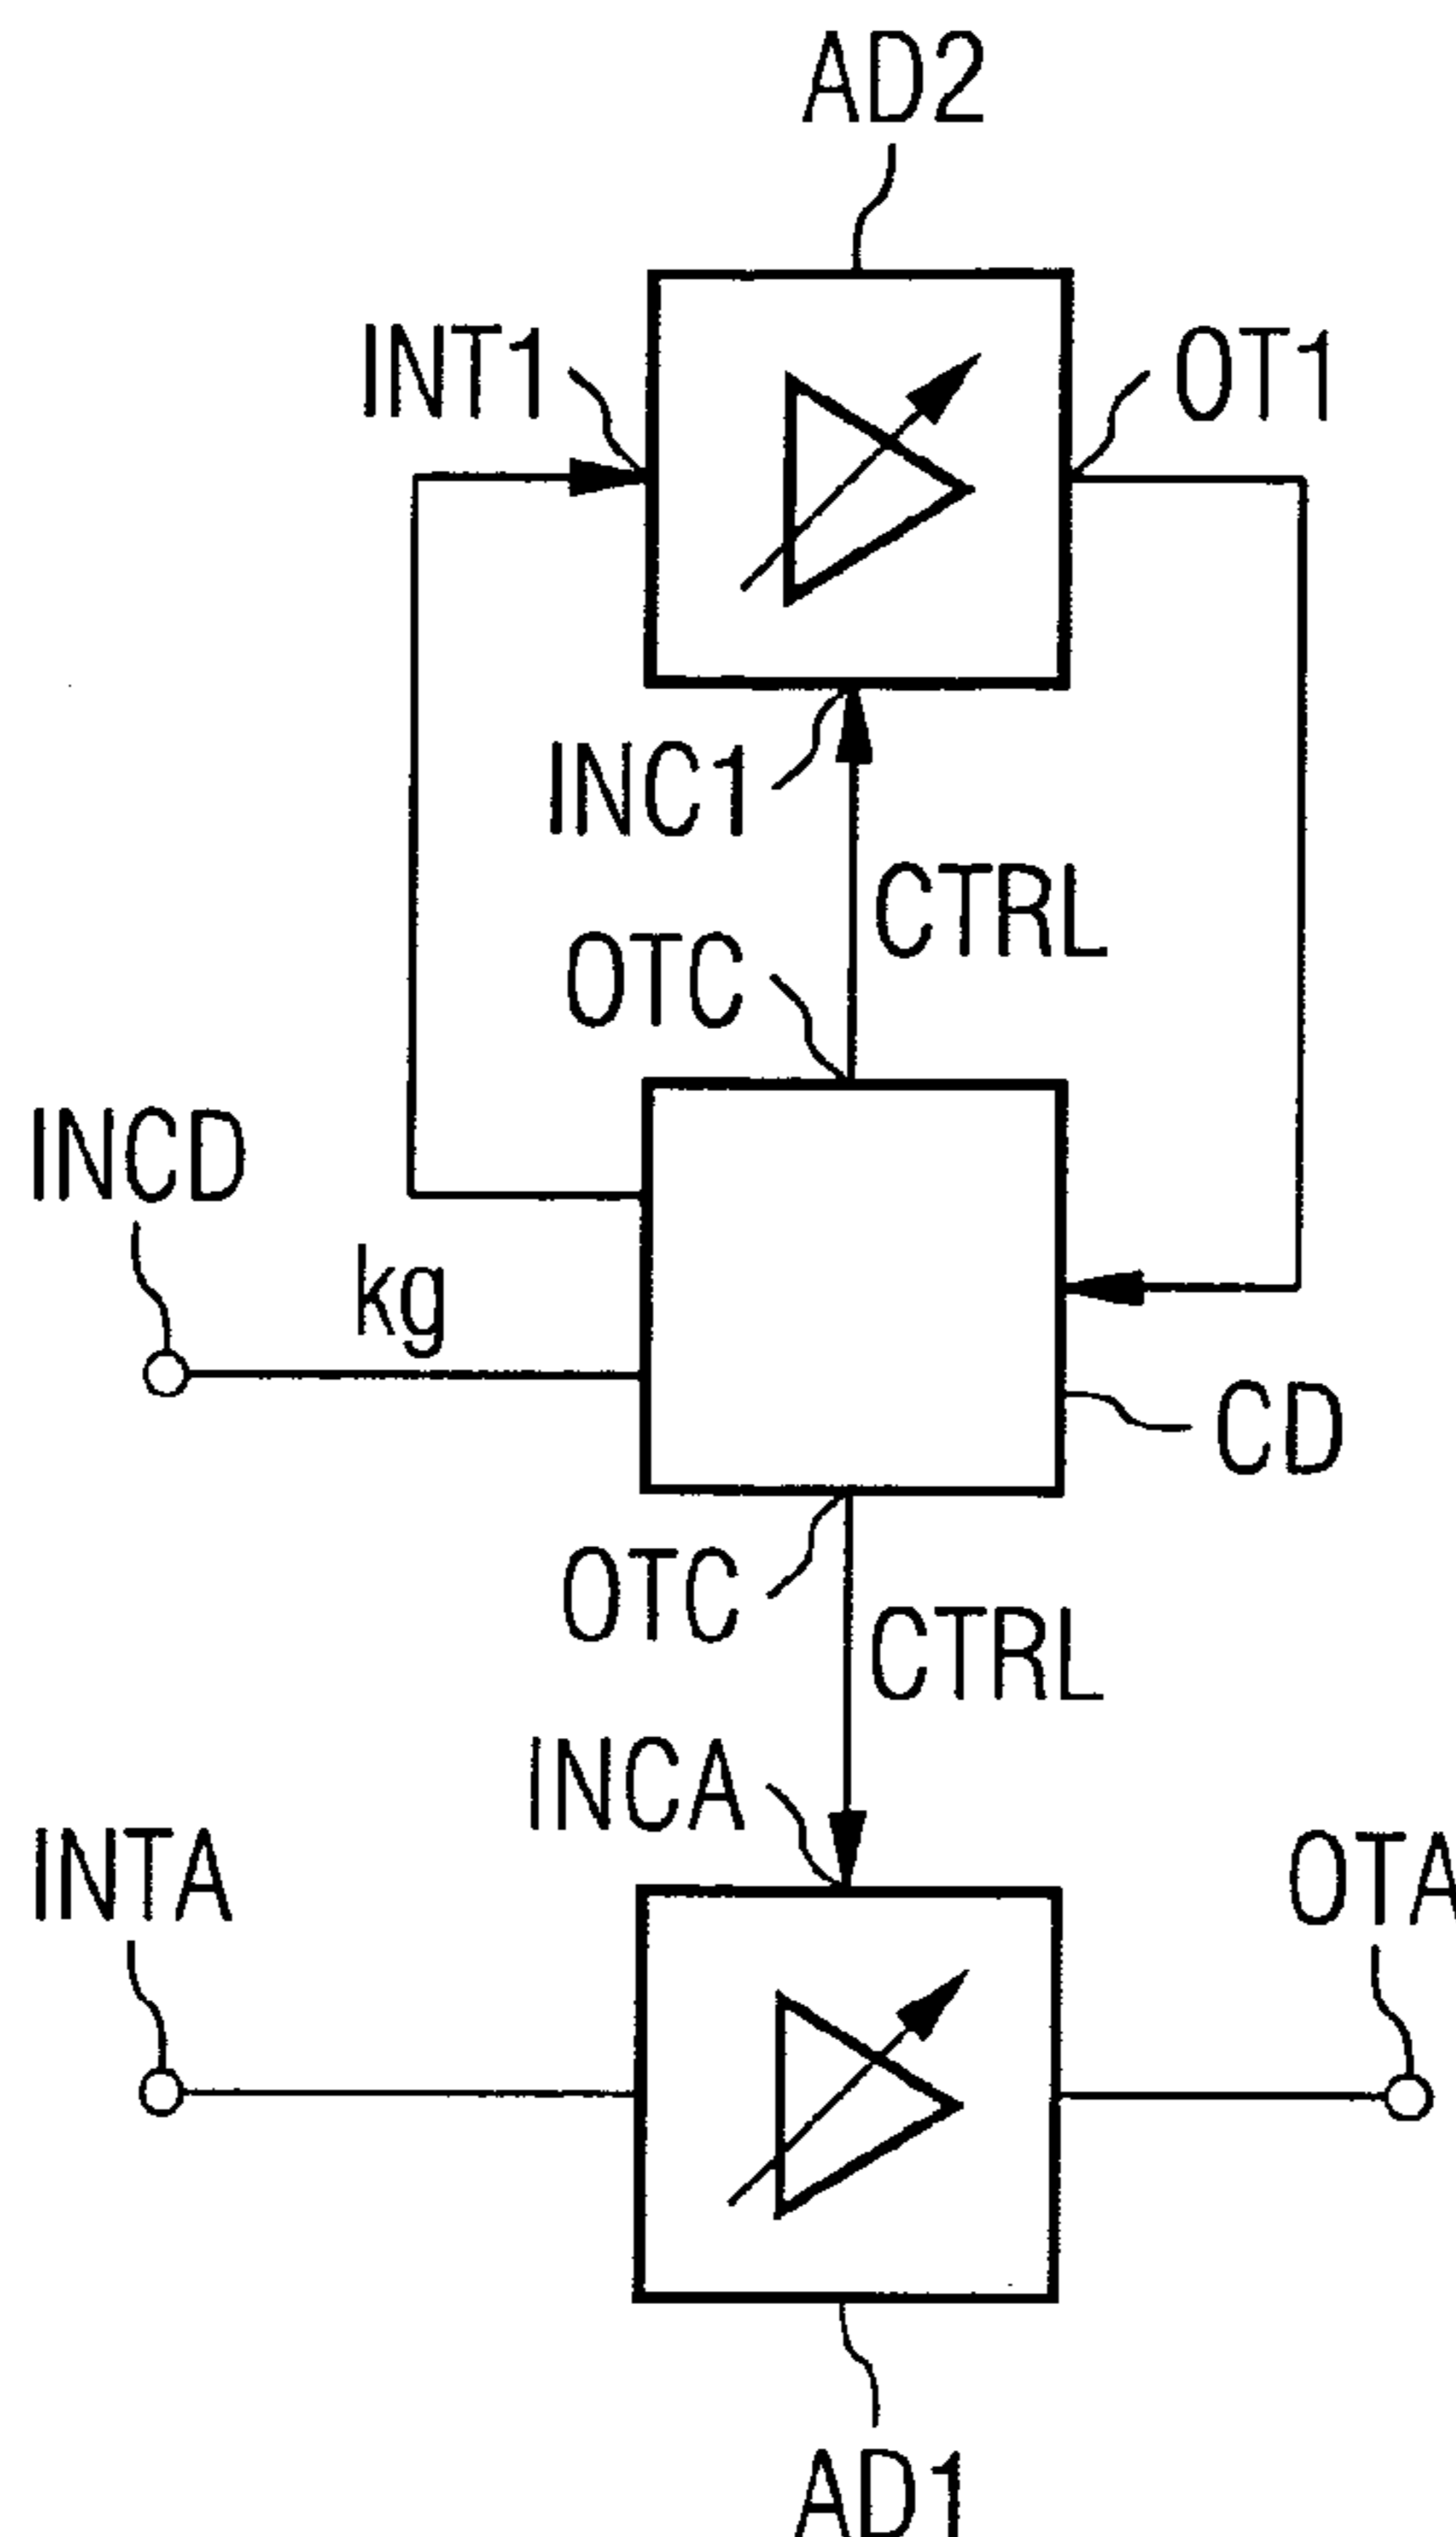 AD2
INT1
OT1
INC1
CTRL
OTC
INCD
kg
CD
OTC
CTRL
INCA
INTA
OTA
AD1